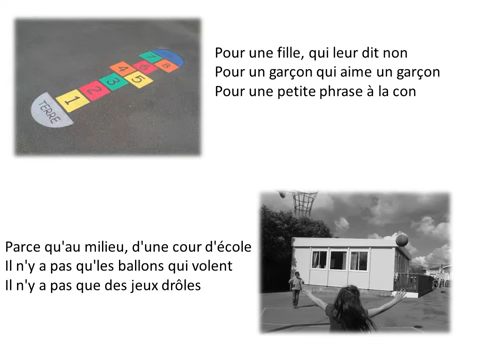 Pour une fille, qui leur dit non
Pour un garçon qui aime un garçon
Pour une petite phrase à la con
TERRE
1
2
3
4
5
6
7
8
Parce qu'au milieu, d'une cour d'école
Il n'y a pas qu'les ballons qui volent
Il n'y a pas que des jeux drôles